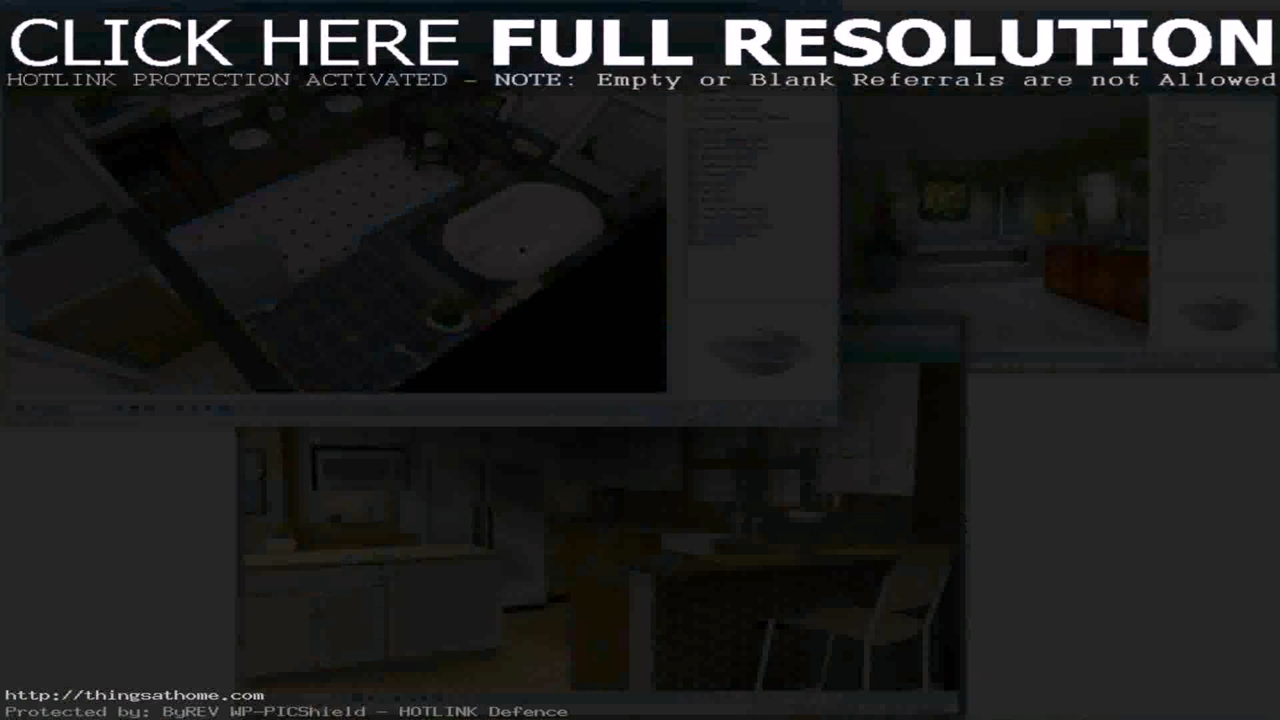 CLICK HERE FULL RESOLUTION
HOTLINK PROTECTION ACTIVATED - NOTE: Empty or Blank Referrals are not Allowed
http://thingsathome.com
Protected by: ByREV WP-PICShield - HOTLINK Defence